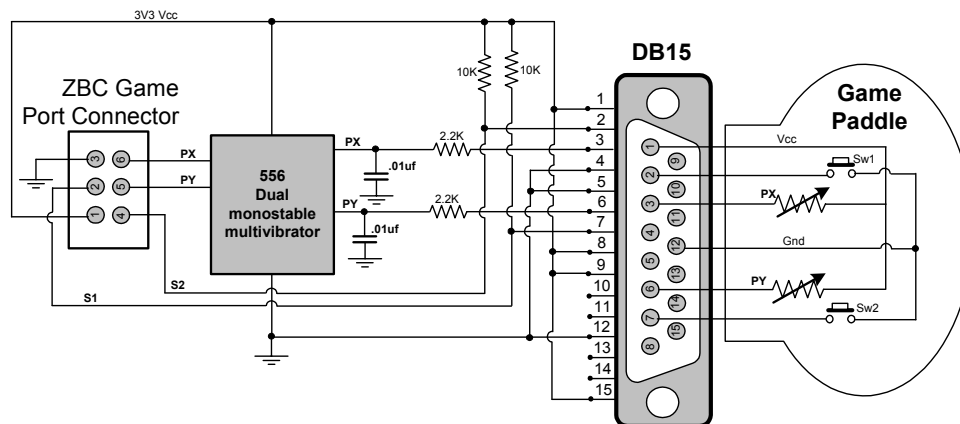 3V3 Vcc
ZBC Game
Port Connector
3
6
2
5
1
4
PX
PY
S2
S1
556
Dual
monostable
multivibrator
PX
PY
.01uf
.01uf
2.2K
2.2K
10K
10K
DB15
1
2
3
4
5
6
7
8
9
10
11
12
13
14
15
1
9
2
10
3
11
4
12
5
13
6
14
7
15
8
Game
Paddle
Vcc
Sw1
PX
Gnd
PY
Sw2